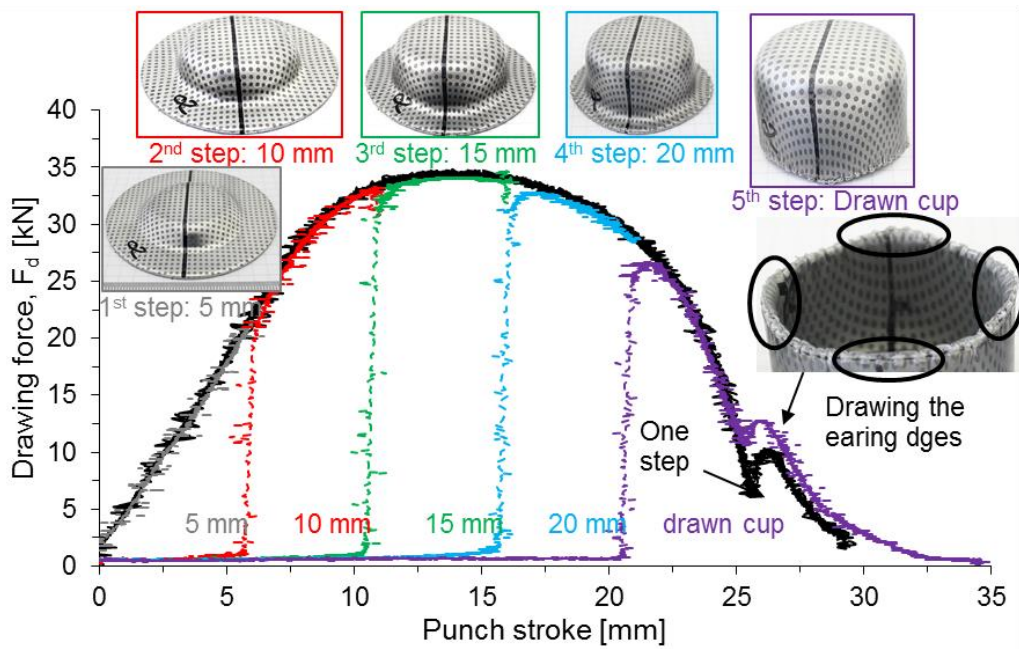 2nd step: 10 mm
3rd step: 15 mm
4th step: 20 mm
5th step: Drawn cup
1st step: 5 mm
Drawing force, Fd [kN]
40
35
30
25
20
15
10
5
0
One
step
Drawing the
earing dges
5 mm
10 mm
15 mm
20 mm
drawn cup
0
5
10
15
20
25
30
35
Punch stroke [mm]